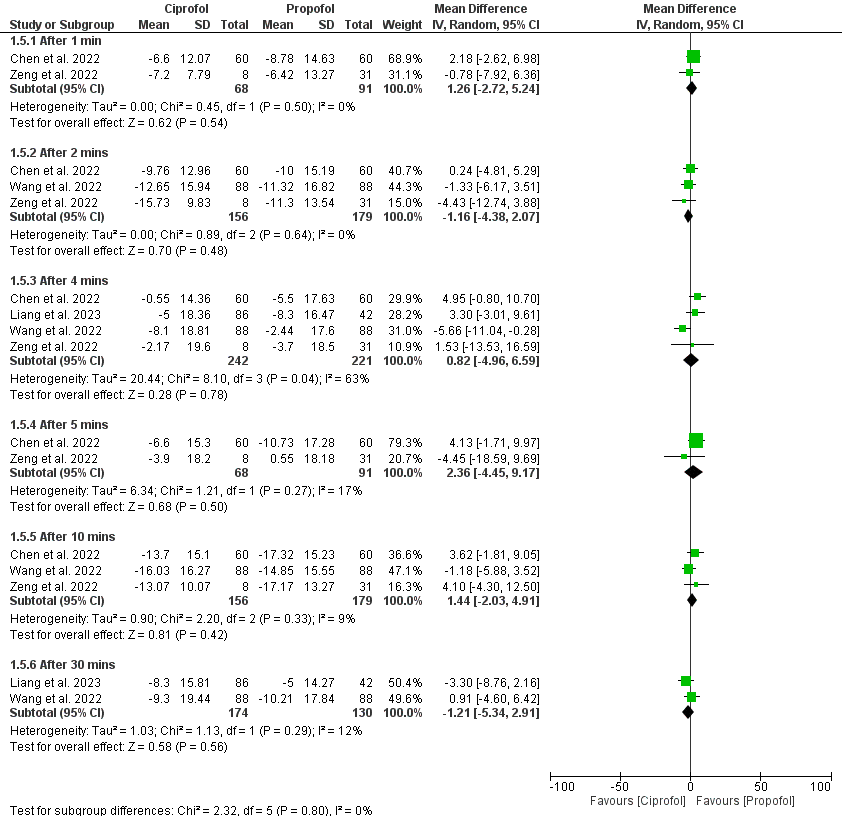 Ciprofol Propofol Mean Difference Mean Difference
Study or Subgroup Mean SD Total Mean SD Total Weight IV, Random, 95% CI IV, Random, 95% CI
1.5.1 After 1 min
Chen et al. 2022 -6.6 12.07 60 -8.78 14.63 60 68.9% 2.18 [-2.62, 6.98]
Zeng et al. 2022 -7.2 7.79 8 -6.42 13.27 31 31.1% -0.78 [-7.92, 6.36]
Subtotal (95% CI) 68 91 100.0% 1.26 [-2.72, 5.24]
Heterogeneity: Tau² = 0.00; Chi² = 0.45, df = 1 (P = 0.50); I² = 0%
Test for overall effect: Z = 0.62 (P = 0.54)
1.5.2 After 2 mins
Chen et al. 2022 -9.76 12.96 60 -10 15.19 60 40.7% 0.24 [-4.81, 5.29]
Wang et al. 2022 -12.65 15.94 88 -11.32 16.82 88 44.3% -1.33 [-6.17, 3.51]
Zeng et al. 2022 -15.73 9.83 8 -11.3 13.54 31 15.0% -4.43 [-12.74, 3.88]
Subtotal (95% CI) 156 179 100.0% -1.16 [-4.38, 2.07]
Heterogeneity: Tau² = 0.00; Chi² = 0.89, df = 2 (P = 0.64); I² = 0%
Test for overall effect: Z = 0.70 (P = 0.48)
1.5.3 After 4 mins
Chen et al. 2022 -0.55 14.36 60 -5.5 17.63 60 29.9% 4.95 [-0.80, 10.70]
Liang et al. 2023 -5 18.36 86 -8.3 16.47 42 28.2% 3.30 [-3.01, 9.61]
Wang et al. 2022 -8.1 18.81 88 -2.44 17.6 88 31.0% -5.66 [-11.04, -0.28]
Zeng et al. 2022 -2.17 19.6 8 -3.7 18.5 31 10.9% 1.53 [-13.53, 16.59]
Subtotal (95% CI) 242 221 100.0% 0.82 [-4.96, 6.59]
Heterogeneity: Tau² = 20.44; Chi² = 8.10, df = 3 (P = 0.04); I² = 63%
Test for overall effect: Z = 0.28 (P = 0.78)
1.5.4 After 5 mins
Chen et al. 2022 -6.6 15.3 60 -10.73 17.28 60 79.3% 4.13 [-1.71, 9.97]
Zeng et al. 2022 -3.9 18.2 8 0.55 18.18 31 20.7% -4.45 [-18.59, 9.69]
Subtotal (95% CI) 68 91 100.0% 2.36 [-4.45, 9.17]
Heterogeneity: Tau² = 6.34; Chi² = 1.21, df = 1 (P = 0.27); I² = 17%
Test for overall effect: Z = 0.68 (P = 0.50)
1.5.5 After 10 mins
Chen et al. 2022 -13.7 15.1 60 -17.32 15.23 60 36.6% 3.62 [-1.81, 9.05]
Wang et al. 2022 -16.03 16.27 88 -14.85 15.55 88 47.1% -1.18 [-5.88, 3.52]
Zeng et al. 2022 -13.07 10.07 8 -17.17 13.27 31 16.3% 4.10 [-4.30, 12.50]
Subtotal (95% CI) 156 179 100.0% 1.44 [-2.03, 4.91]
Heterogeneity: Tau² = 0.90; Chi² = 2.20, df = 2 (P = 0.33); I² = 9%
Test for overall effect: Z = 0.81 (P = 0.42)
1.5.6 After 30 mins
Liang et al. 2023 -8.3 15.81 86 -5 14.27 42 50.4% -3.30 [-8.76, 2.16]
Wang et al. 2022 -9.3 19.44 88 -10.21 17.84 88 49.6% 0.91 [-4.60, 6.42]
Subtotal (95% CI) 174 130 100.0% -1.21 [-5.34, 2.91]
Heterogeneity: Tau² = 1.03; Chi² = 1.13, df = 1 (P = 0.29); I² = 12%
Test for overall effect: Z = 0.58 (P = 0.56)
-100 -50 0 50 100
Favours [Ciprofol] Favours [Propofol]
Test for subgroup differences: Chi² = 2.32, df = 5 (P = 0.80), I² = 0%